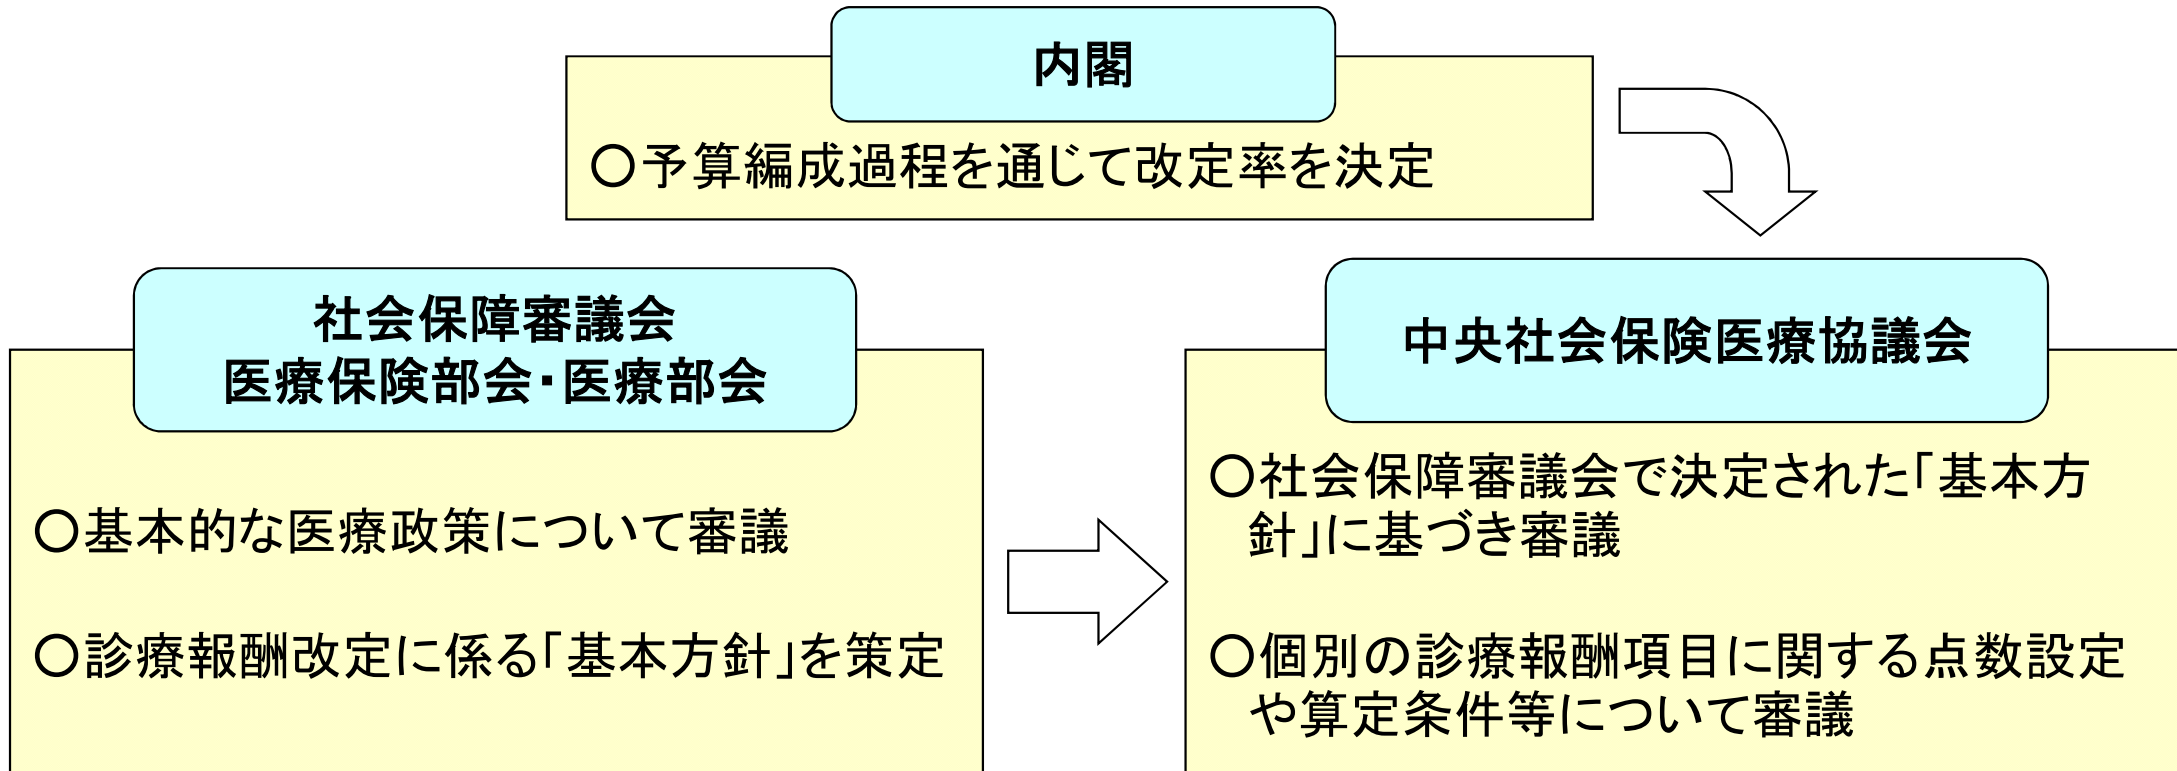 内閣
○予算編成過程を通じて改定率を決定
社会保障審議会
医療保険部会・医療部会
○基本的な医療政策について審議
○診療報酬改定に係る「基本方針」を策定
中央社会保険医療協議会
○社会保障審議会で決定された「基本方
針」に基づき審議
○個別の診療報酬項目に関する点数設定
や算定条件等について審議